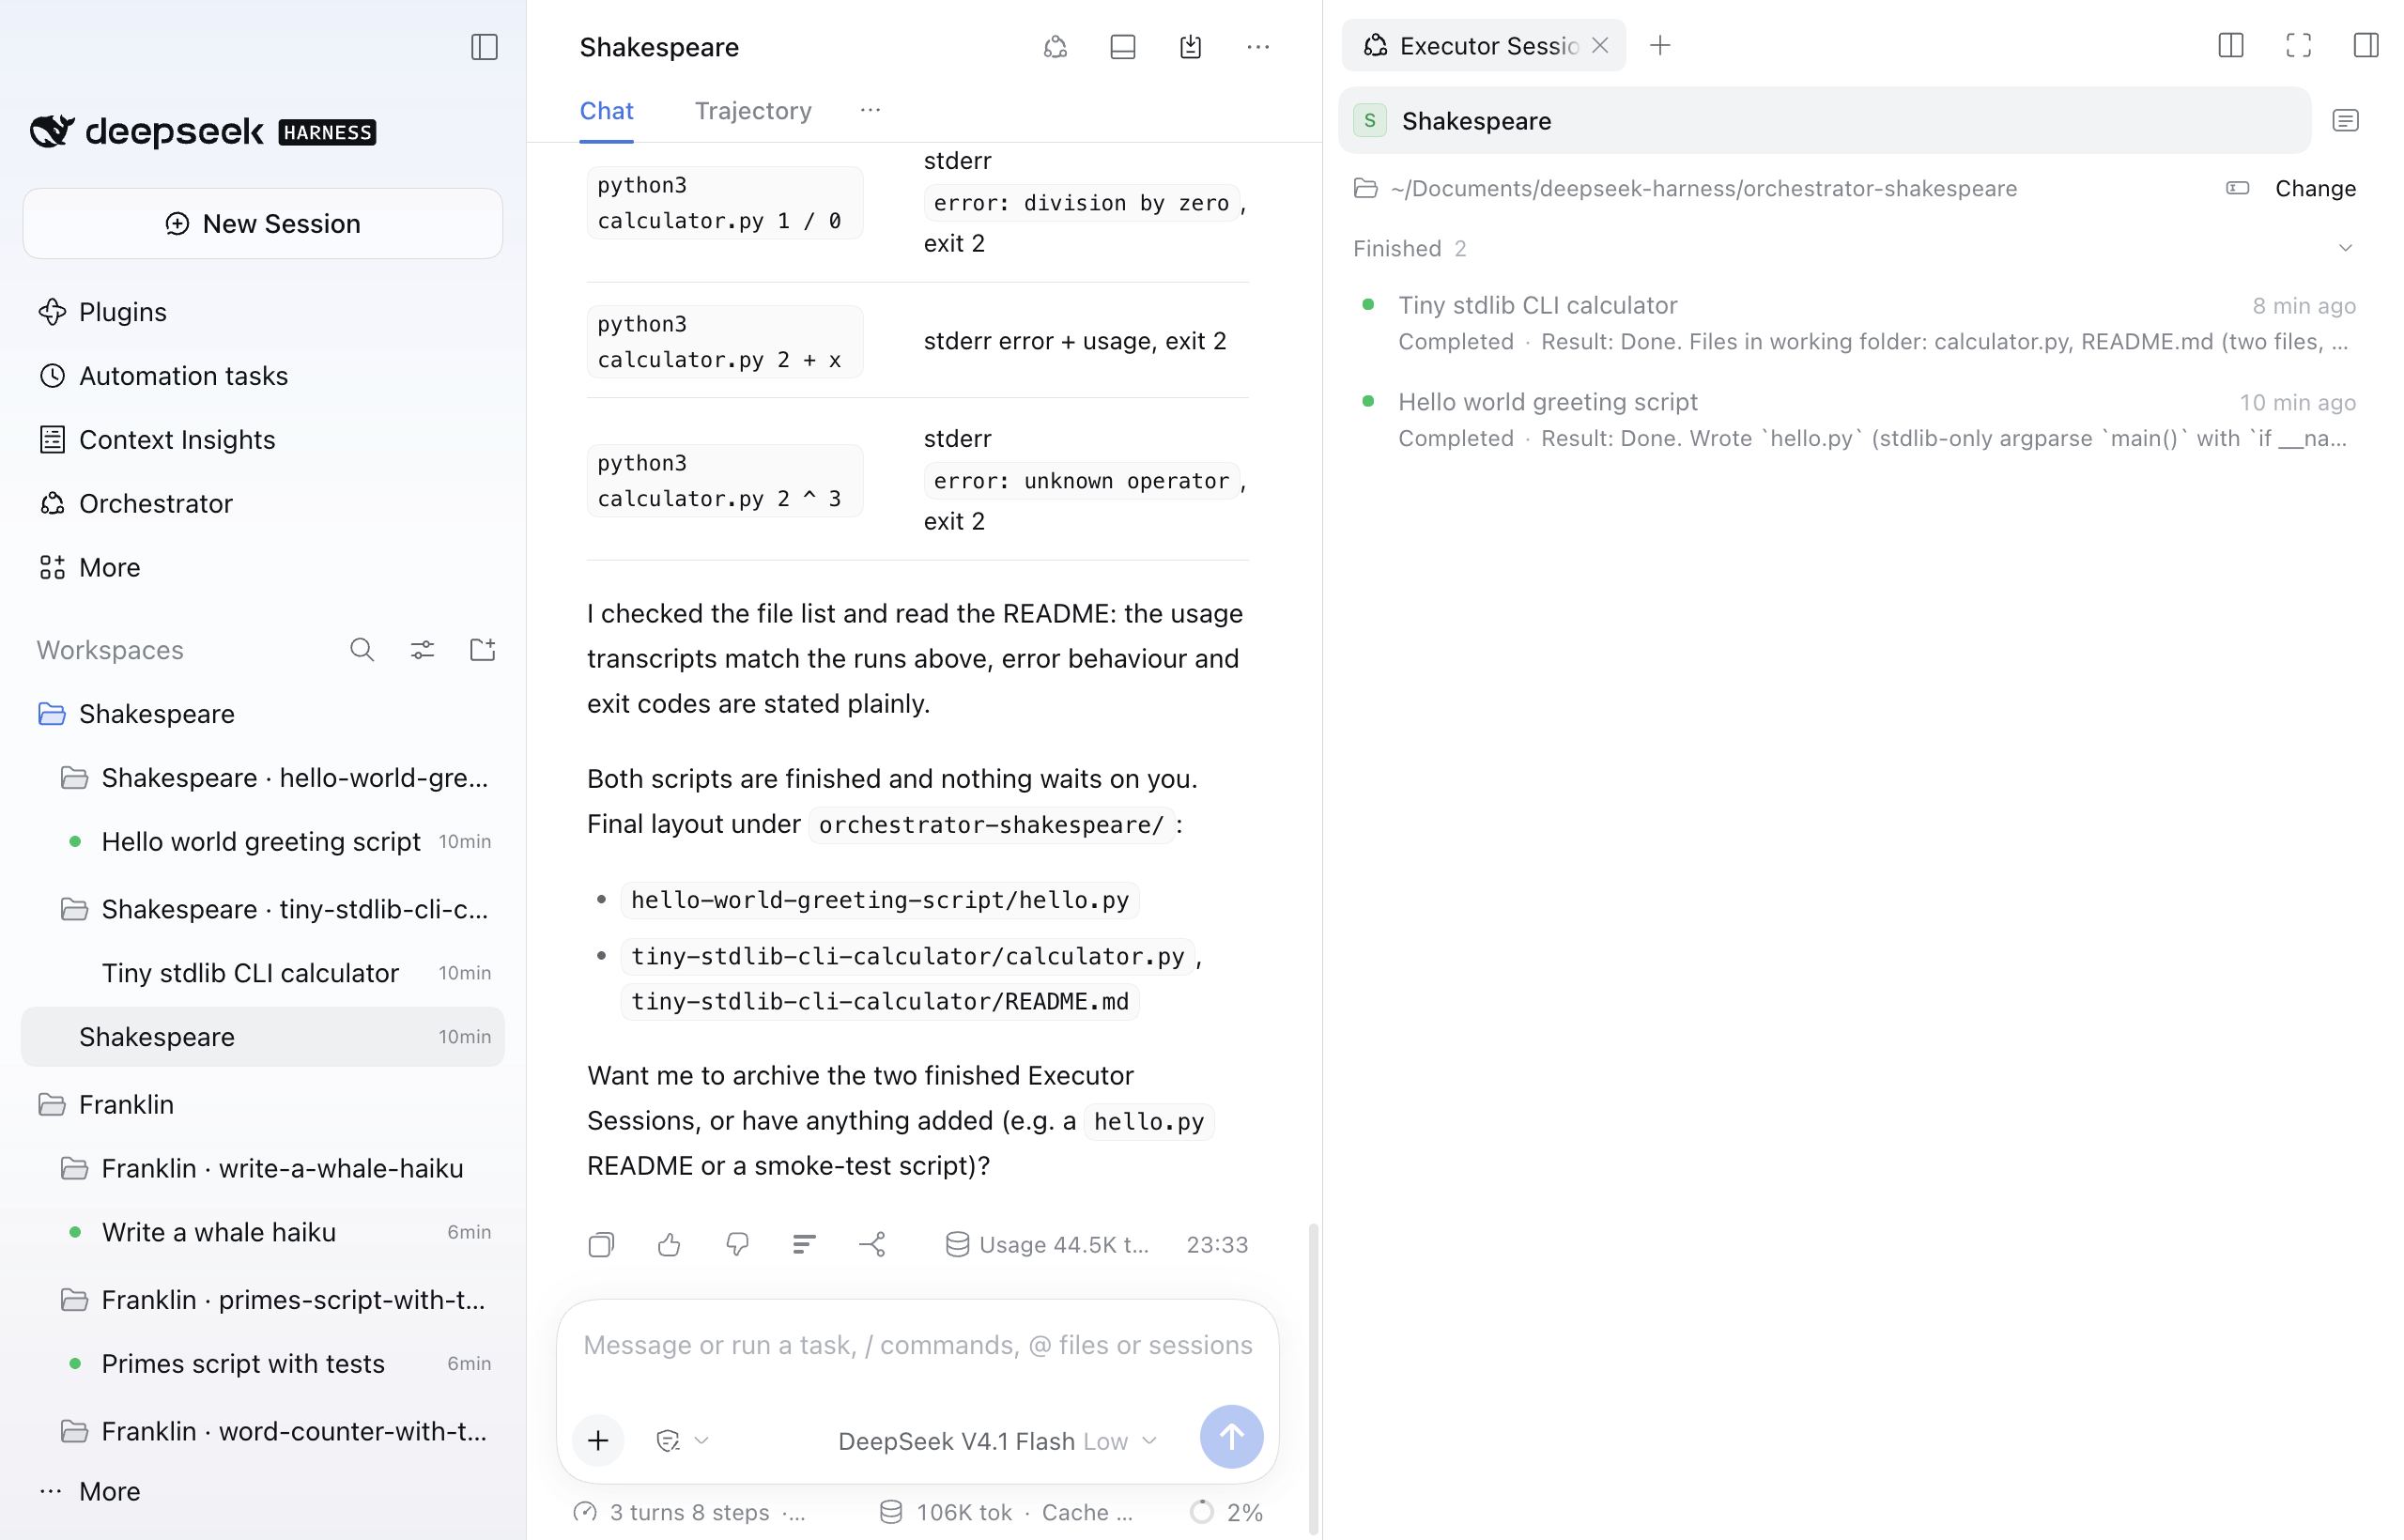 deepseek HARNESS
New Session
Plugins
Automation tasks
Context Insights
Orchestrator
More
Workspaces
Shakespeare
Shakespeare · hello-world-gre...
Hello world greeting script 10min
Shakespeare · tiny-stdlib-cli-c...
Tiny stdlib CLI calculator 10min
Shakespeare 10min
Franklin
Franklin · write-a-whale-haiku
Write a whale haiku 6min
Franklin · primes-script-with-t...
Primes script with tests 6min
Franklin · word-counter-with-t...
More
Shakespeare
Chat Trajectory
python3
calculator.py 1 / 0
stderr
error: division by zero,
exit 2
python3
calculator.py 2 + x
stderr error + usage, exit 2
python3
calculator.py 2 ^ 3
stderr
error: unknown operator,
exit 2
I checked the file list and read the README: the usage
transcripts match the runs above, error behaviour and
exit codes are stated plainly.
Both scripts are finished and nothing waits on you.
Final layout under orchestrator-shakespeare/ :
• hello-world-greeting-script/hello.py
• tiny-stdlib-cli-calculator/calculator.py,
tiny-stdlib-cli-calculator/README.md
Want me to archive the two finished Executor
Sessions, or have anything added (e.g. a hello.py
README or a smoke-test script)?
Usage 44.5K t... 23:33
Message or run a task, / commands, @ files or sessions
DeepSeek V4.1 Flash Low
3 turns 8 steps ·... 106K tok · Cache ... 2%
Executor Sessio
S Shakespeare
~/Documents/deepseek-harness/orchestrator-shakespeare Change
Finished 2
Tiny stdlib CLI calculator 8 min ago
Completed · Result: Done. Files in working folder: calculator.py, README.md (two files, ...
Hello world greeting script 10 min ago
Completed · Result: Done. Wrote `hello.py` (stdlib-only argparse `main()` with `if __na...